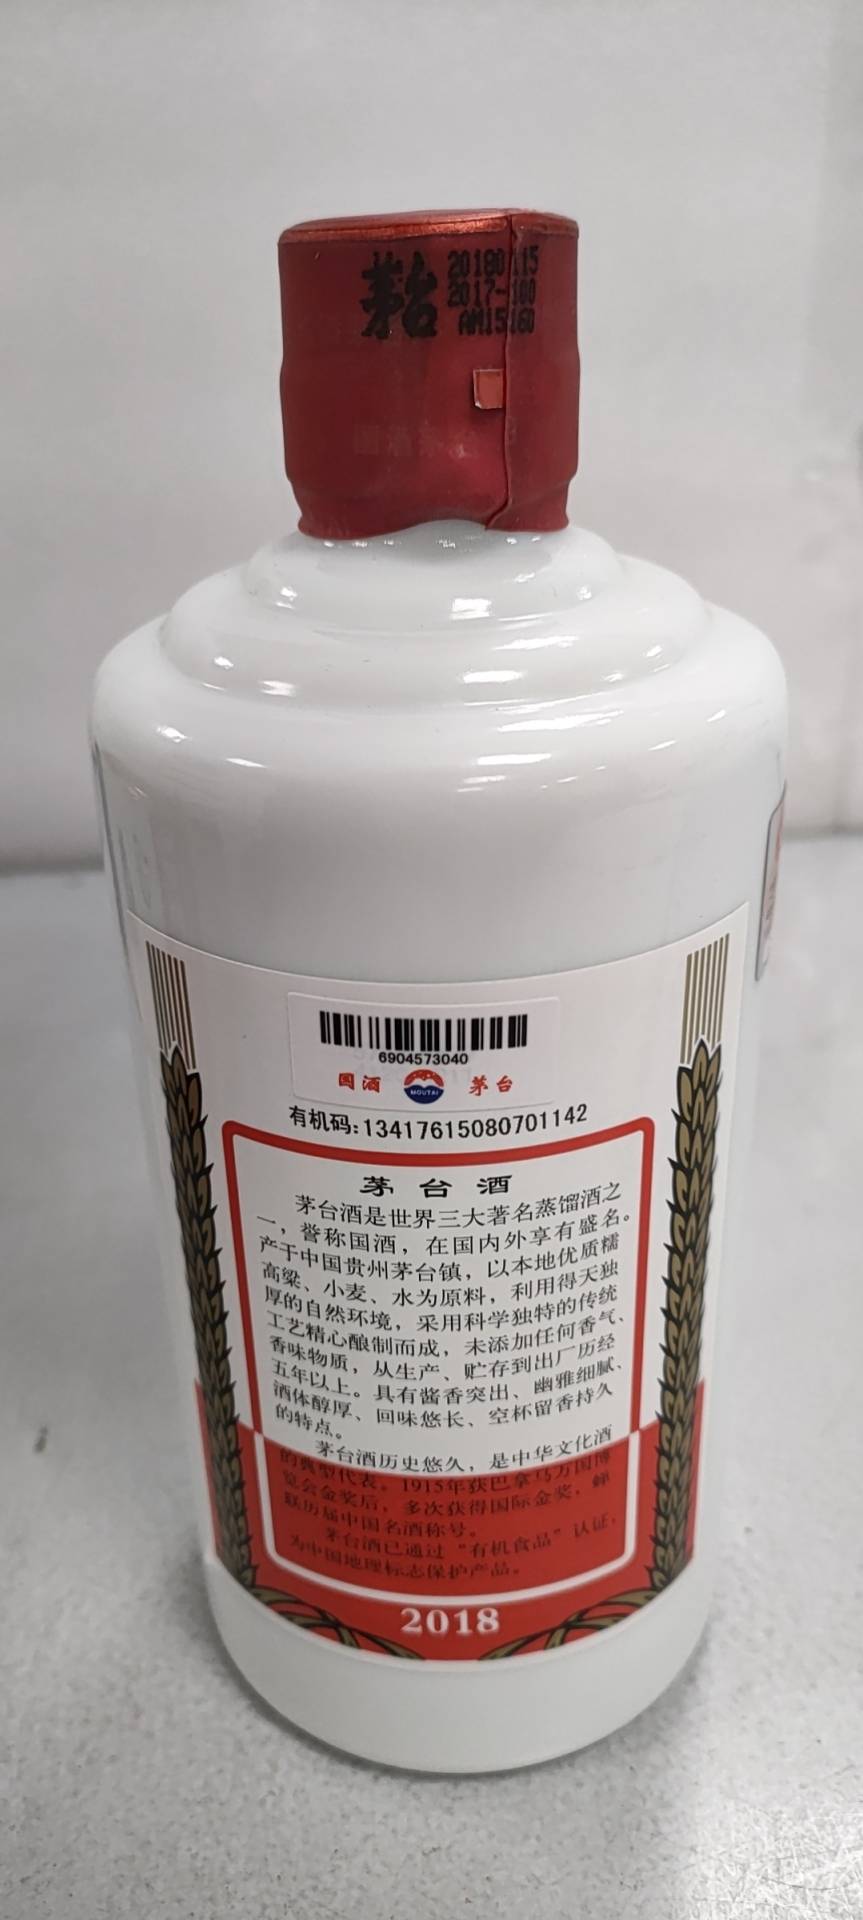 茅台
20180115
2017-100
AM15160
6904573040
国酒 MOUTAI 茅台
有机码:13417615080701142
茅台酒
茅台酒是世界三大著名蒸馏酒之
一，誉称国酒，在国内外享有盛名。
产于中国贵州茅台镇，以本地优质糯
高粱、小麦、水为原料，利用得天独
厚的自然环境，采用科学独特的传统
工艺精心酿制而成，未添加任何香气、
香味物质，从生产、贮存到出厂历经
五年以上。具有酱香突出、幽雅细腻、
酒体醇厚、回味悠长、空杯留香持久
的特点。
茅台酒历史悠久，是中华文化酒
的典型代表。1915年获巴拿马万国博
览会金奖后，多次获得国际金奖，蝉
联历届中国名酒称号。
茅台酒已通过“有机食品”认证，
为中国地理标志保护产品。
2018